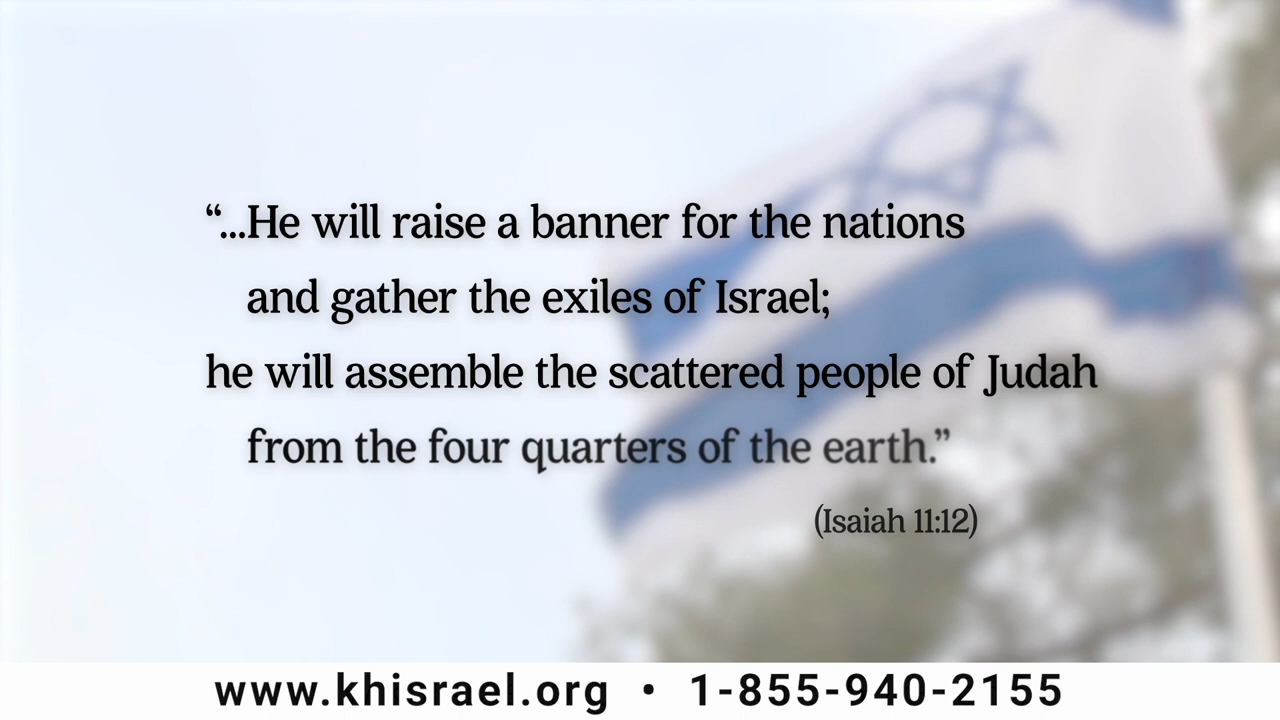 “...He will raise a banner for the nations
and gather the exiles of Israel;
he will assemble the scattered people of Judah
from the four quarters of the earth.”
(Isaiah 11:12)
www.khisrael.org • 1-855-940-2155